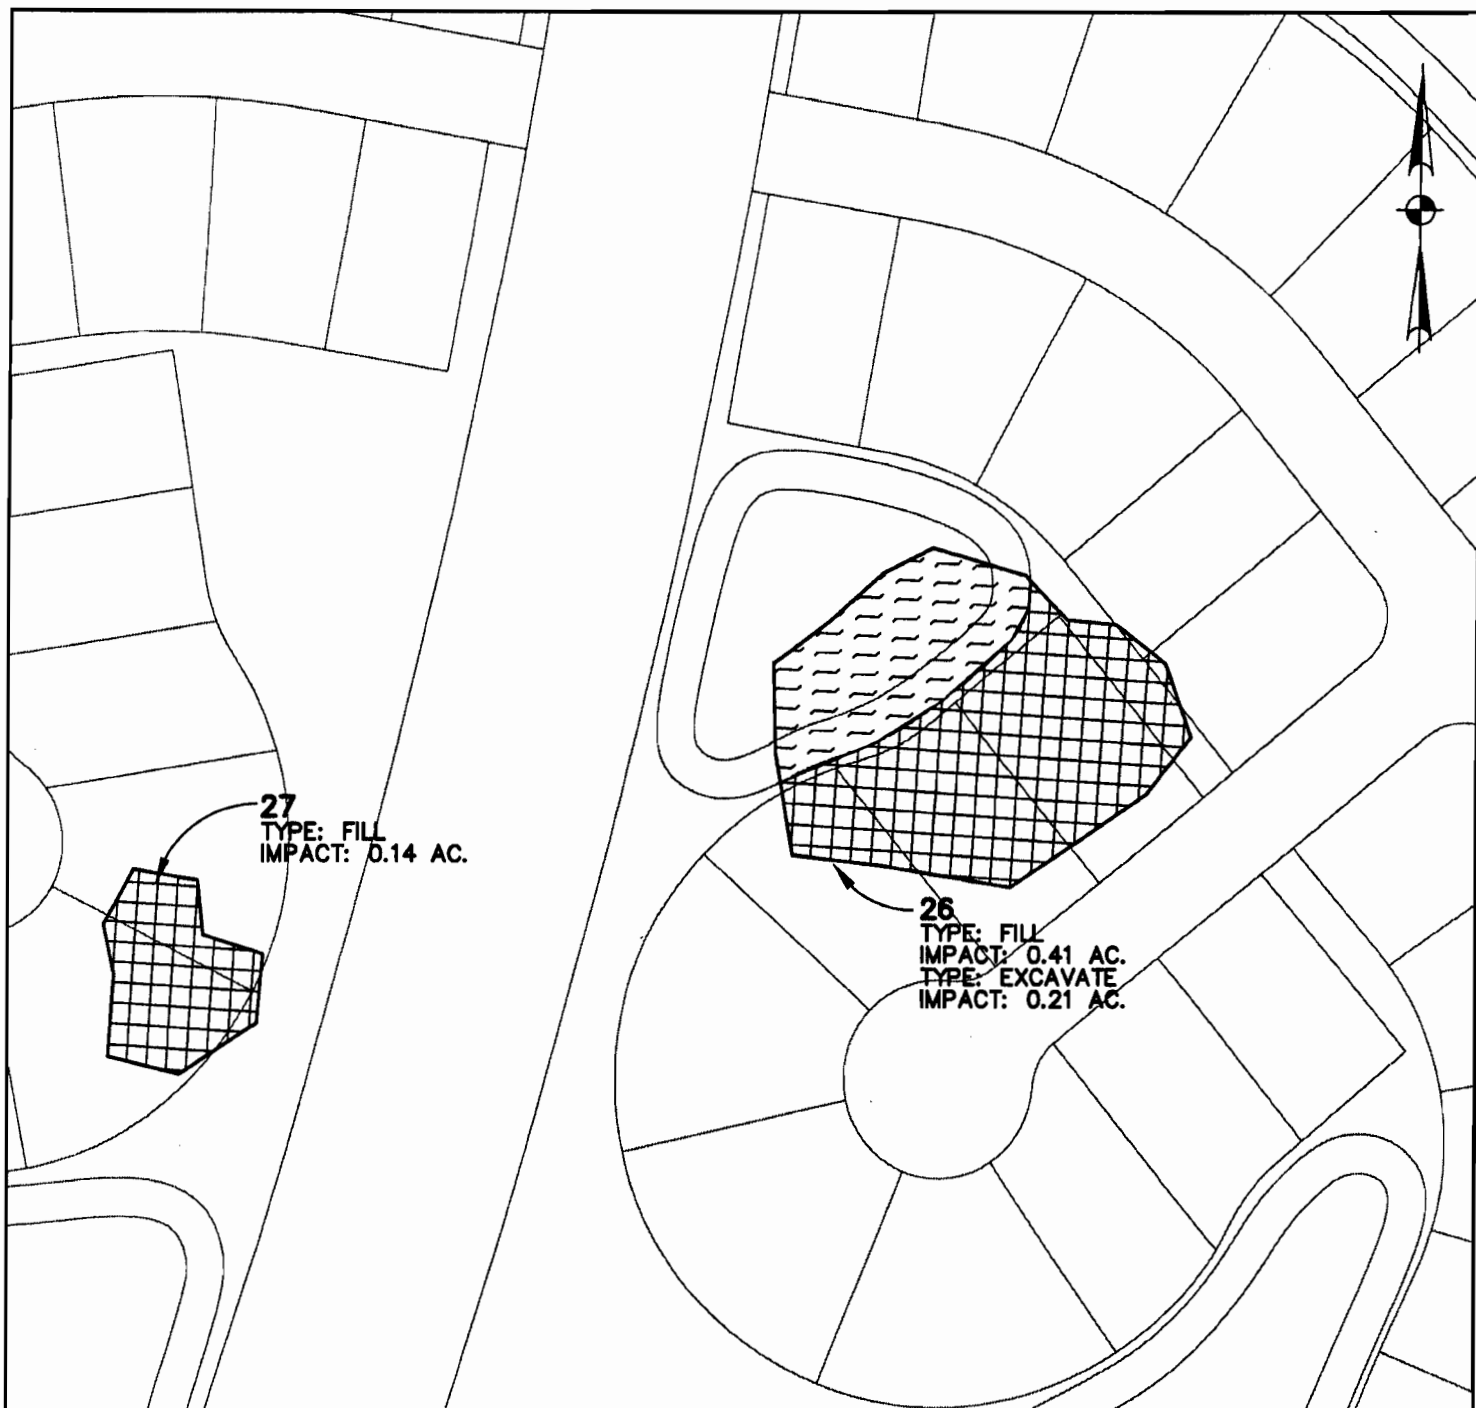 27
TYPE: FILL
IMPACT: 0.14 AC.
26
TYPE: FILL
IMPACT: 0.41 AC.
TYPE: EXCAVATE
IMPACT: 0.21 AC.